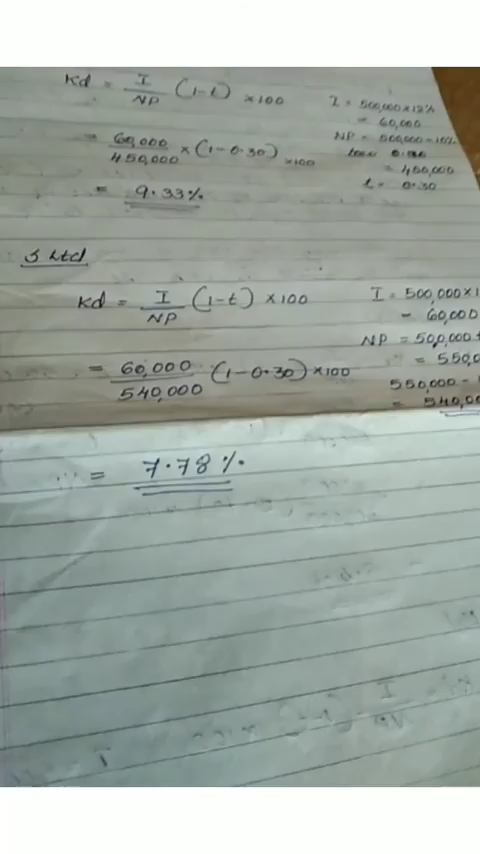 Kd = I/NP (1-t) ×100
I = 500,000×12%
= 60,000
= 60,000/450,000 × (1-0.30) ×100
NP = 500,000-10%
= 450,000
t = 0.30
= 9.33%
S Ltd
Kd = I/NP (1-t) ×100
I = 500,000×1
= 60,000
NP = 500,000+
= 60,000/540,000 (1-0.30)×100
= 550,0
550,000-
= 540,00
= 7.78%